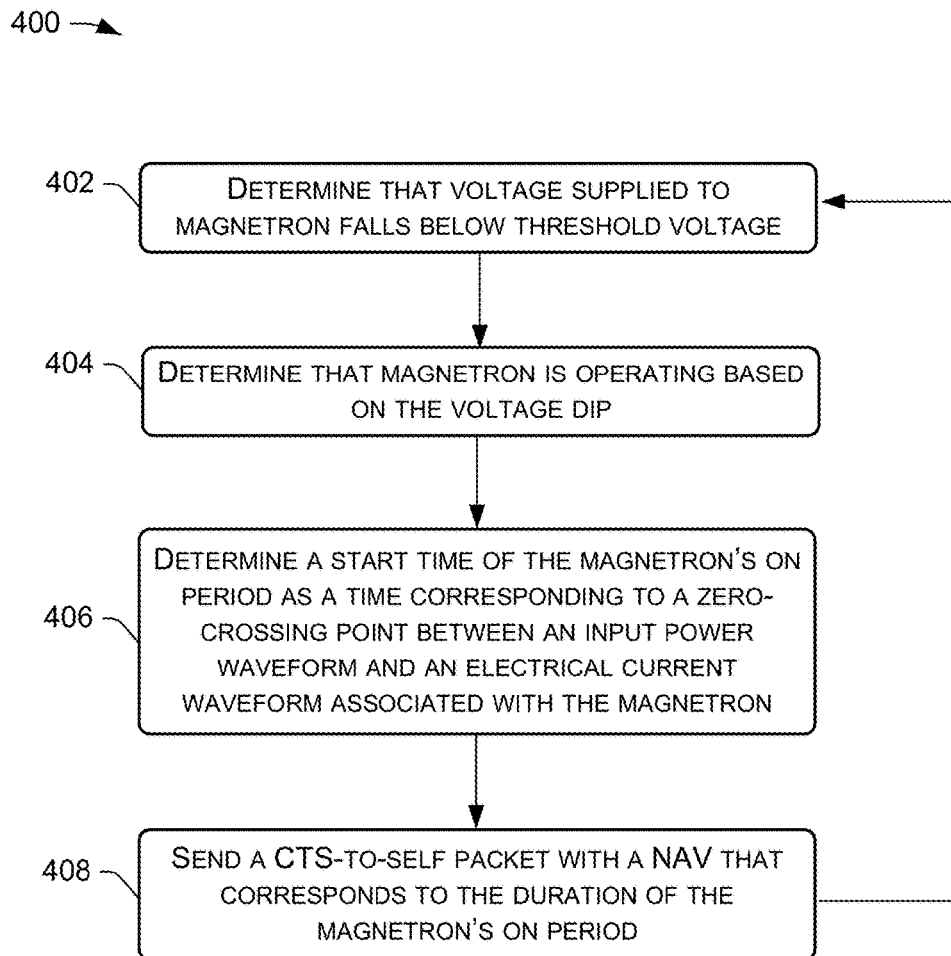 400
402
DETERMINE THAT VOLTAGE SUPPLIED TO
MAGNETRON FALLS BELOW THRESHOLD VOLTAGE
404
DETERMINE THAT MAGNETRON IS OPERATING BASED
ON THE VOLTAGE DIP
406
DETERMINE A START TIME OF THE MAGNETRON'S ON
PERIOD AS A TIME CORRESPONDING TO A ZERO-
CROSSING POINT BETWEEN AN INPUT POWER
WAVEFORM AND AN ELECTRICAL CURRENT
WAVEFORM ASSOCIATED WITH THE MAGNETRON
408
SEND A CTS-TO-SELF PACKET WITH A NAV THAT
CORRESPONDS TO THE DURATION OF THE
MAGNETRON'S ON PERIOD